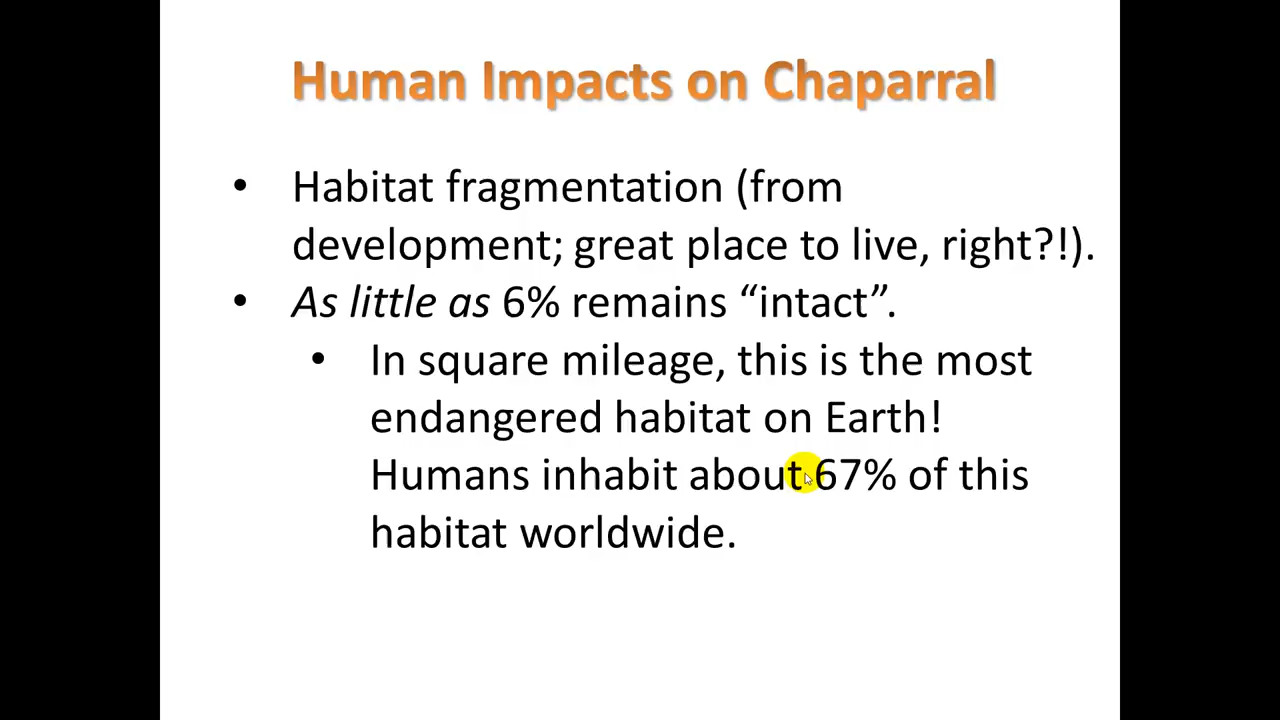 Human Impacts on Chaparral
• Habitat fragmentation (from
development; great place to live, right?!).
• As little as 6% remains “intact”.
• In square mileage, this is the most
endangered habitat on Earth!
Humans inhabit about 67% of this
habitat worldwide.